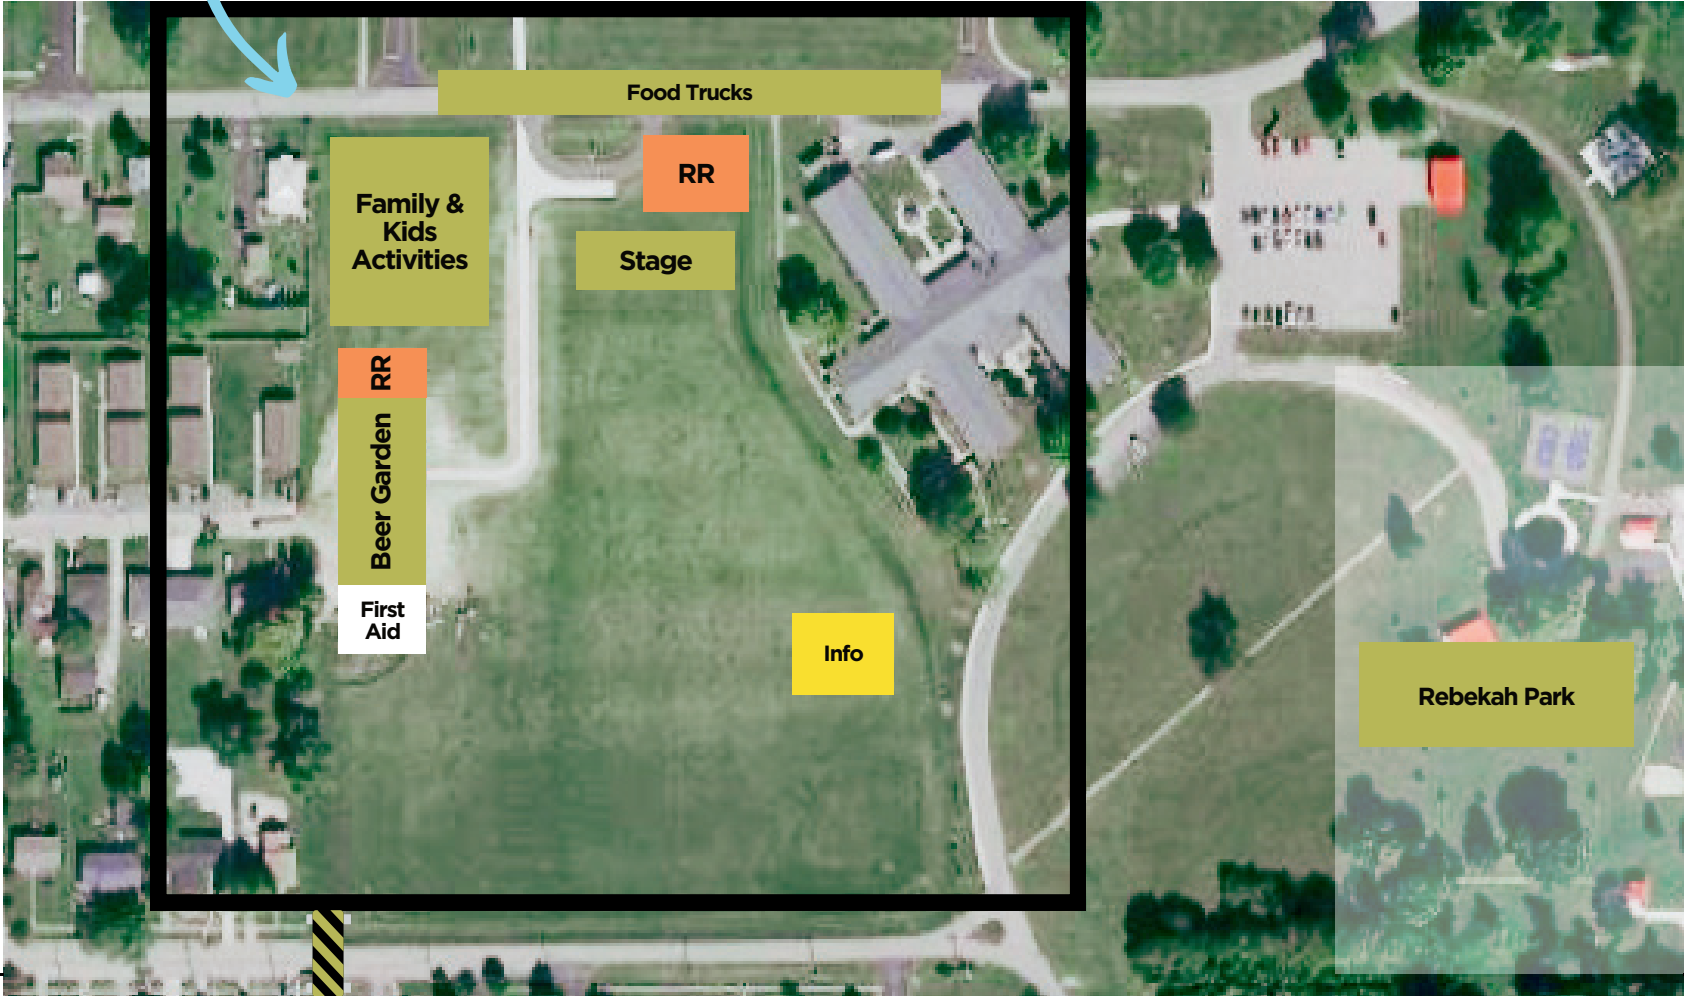 Food Trucks
Family &
Kids
Activities
RR
Stage
RR
Beer Garden
First
Aid
Info
Rebekah Park